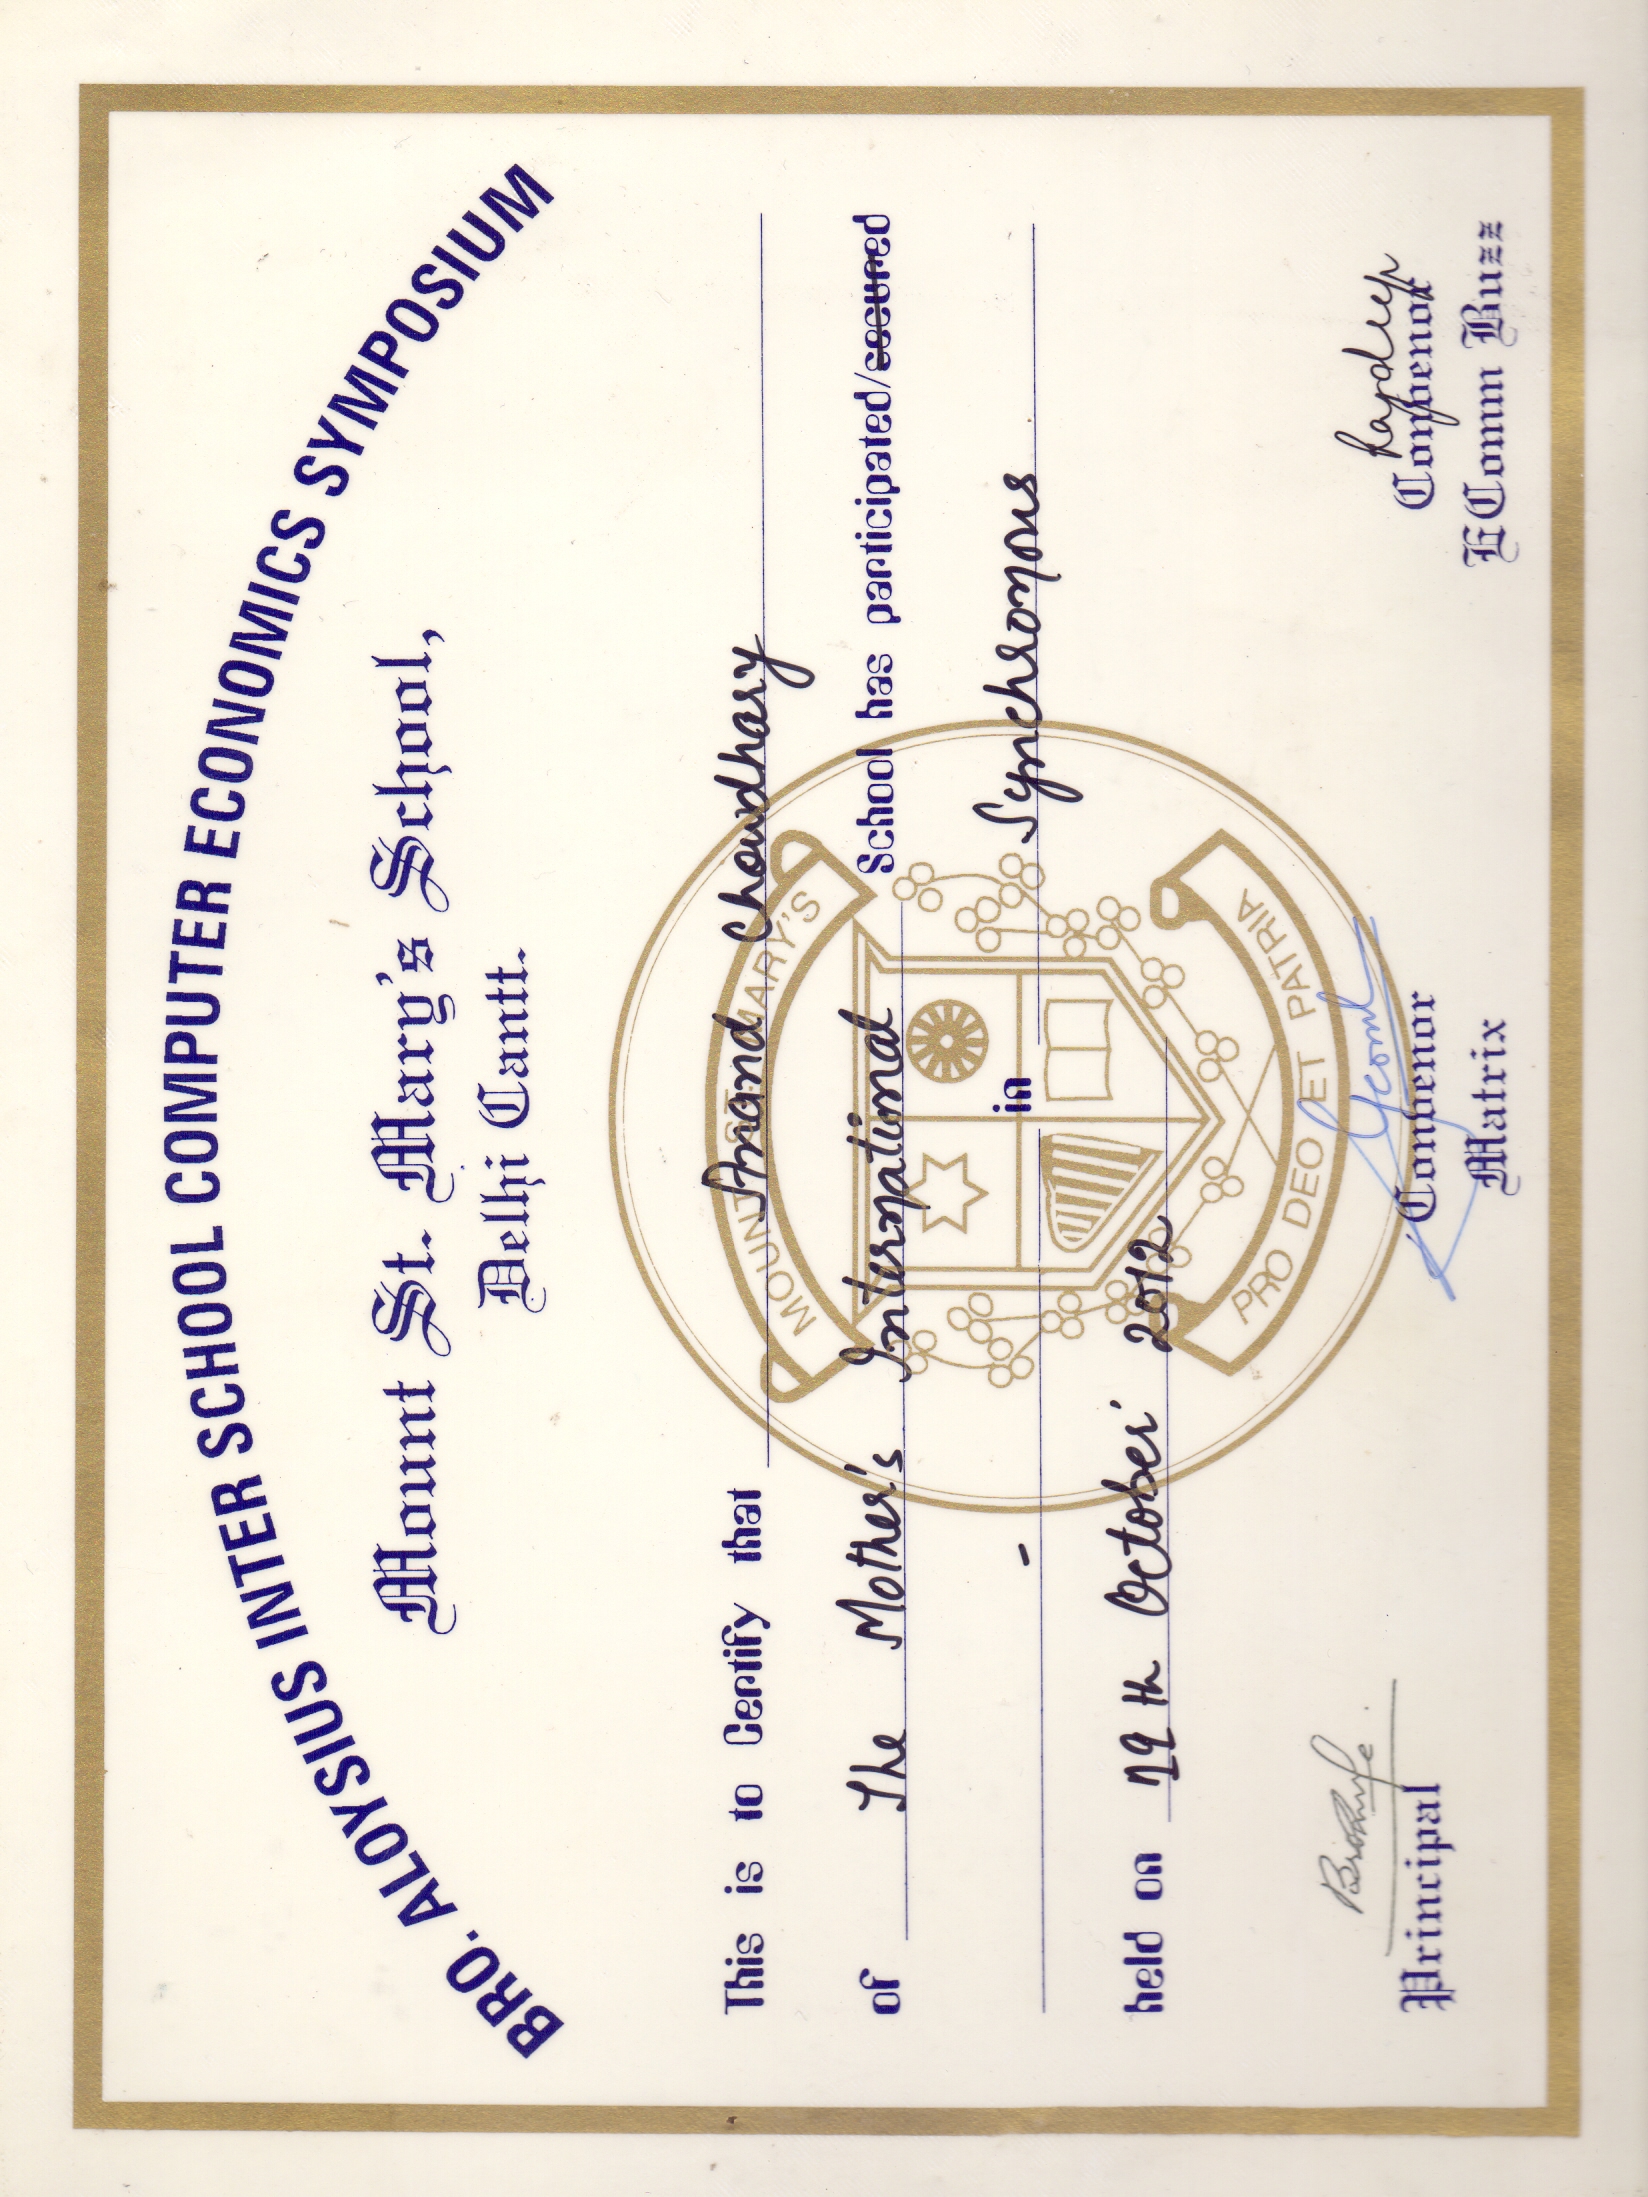 BRO. ALOYSIUS INTER SCHOOL COMPUTER ECONOMICS SYMPOSIUM
Mount St. Mary's School,
Delhi Cantt.
MOUNT ST. MARY'S
This is to Certify that Anand Choudhary
of The Mother's International School has participated/secured
- in Synchronous
held on 19th October 2012
PRO DEO ET PATRIA
Rajdeep
Principal Convenor Convenor
Matrix EComm Buzz